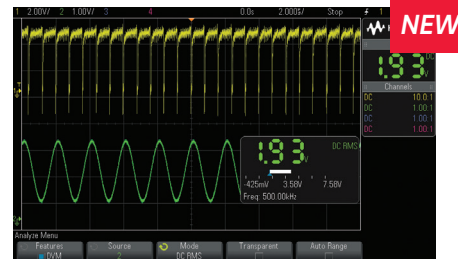 1 2.00V/ 2 1.00V/ 3 4 0.0s 2.000$/ Stop
NEW
1.93 DC V
Channels
DC 10.0:1
DC 1.00:1
DC 1.00:1
DC 1.00:1
1.93 V DC RMS
-425mV 3.58V 7.58V
Freq 500.00kHz
Analyze Menu
Features Source Mode Transparent Auto Range
DVM 2 DC RMS